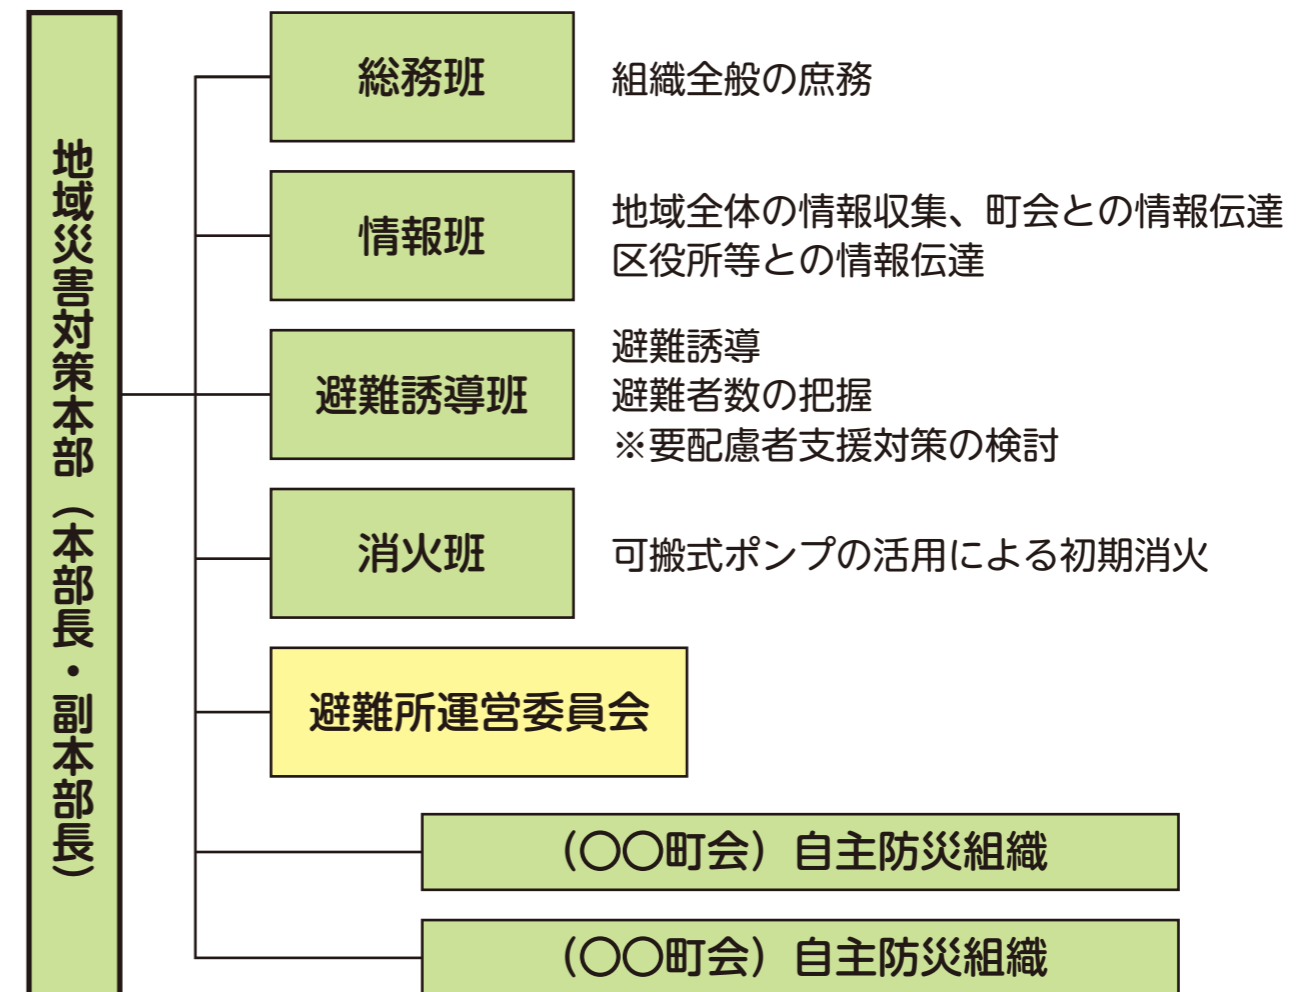 地域災害対策本部（本部長・副本部長）
総務班
組織全般の庶務
情報班
地域全体の情報収集、町会との情報伝達
区役所等との情報伝達
避難誘導班
避難誘導
避難者数の把握
※要配慮者支援対策の検討
消火班
可搬式ポンプの活用による初期消火
避難所運営委員会
（〇〇町会）自主防災組織
（〇〇町会）自主防災組織